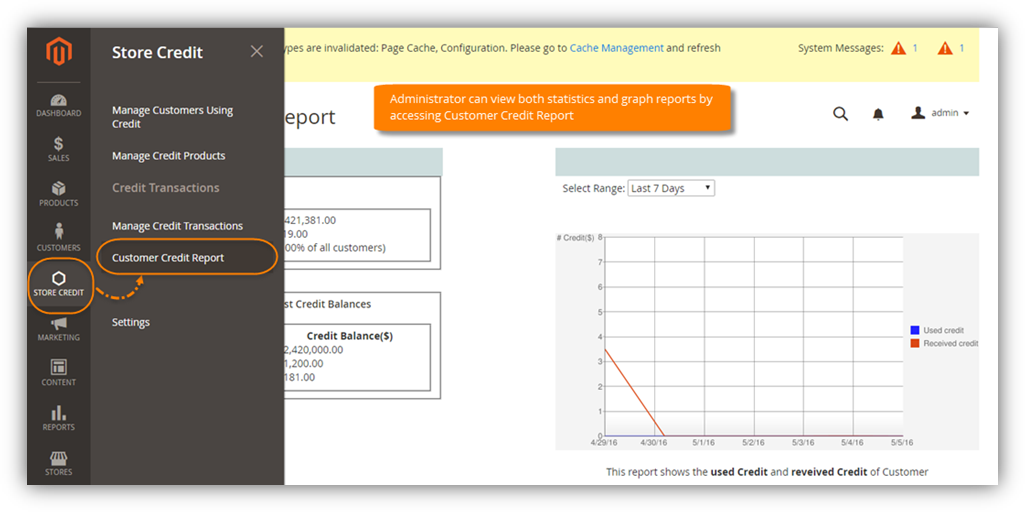 Store Credit
ypes are invalidated: Page Cache, Configuration. Please go to Cache Management and refresh
System Messages: 1 1
Administrator can view both statistics and graph reports by
accessing Customer Credit Report
eport
admin
DASHBOARD
SALES
PRODUCTS
CUSTOMERS
STORE CREDIT
MARKETING
CONTENT
REPORTS
STORES
Manage Customers Using
Credit
Manage Credit Products
Credit Transactions
Manage Credit Transactions
Customer Credit Report
Settings
421,381.00
19.00
00% of all customers)
st Credit Balances
Credit Balance($)
2,420,000.00
1,200.00
181.00
Select Range: Last 7 Days
# Credit($)
8
7
6
5
4
3
2
1
0
4/29/16 4/30/16 5/1/16 5/2/16 5/3/16 5/4/16 5/5/16
Used credit
Received credit
This report shows the used Credit and reveived Credit of Customer